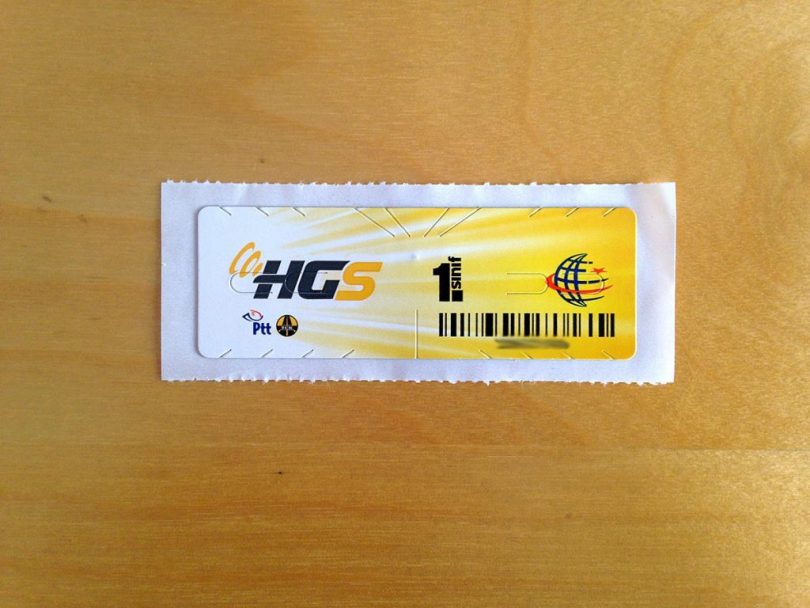 HGS
1. sınıf
Ptt